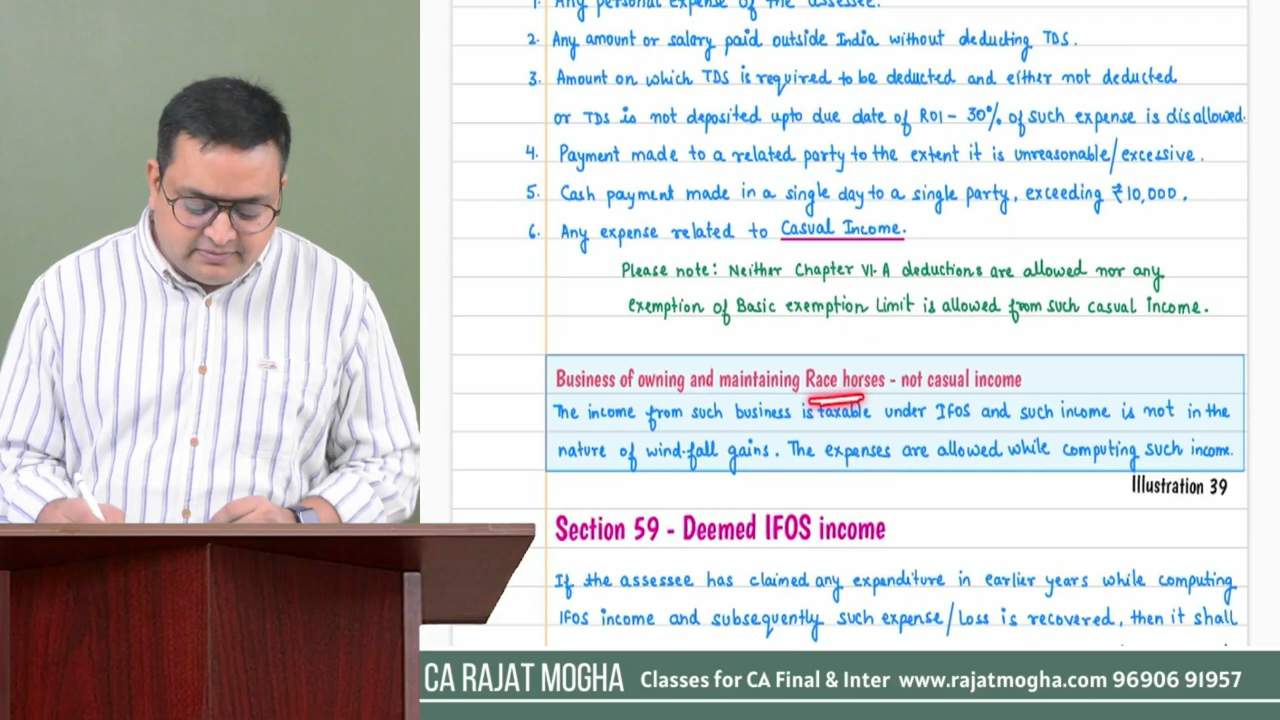 1. Any personal expense of the assessee.
2. Any amount or salary paid outside India without deducting TDS.
3. Amount on which TDS is required to be deducted and either not deducted
or TDS is not deposited upto due date of ROI - 30% of such expense is disallowed.
4. Payment made to a related party to the extent it is unreasonable/excessive.
5. Cash payment made in a single day to a single party, exceeding ₹10,000.
6. Any expense related to Casual Income.
Please note: Neither Chapter VI-A deductions are allowed nor any
exemption of Basic exemption Limit is allowed from such casual Income.
Business of owning and maintaining Race horses - not casual income
The income from such business is taxable under IFOS and such income is not in the
nature of wind-fall gains. The expenses are allowed while computing such income.
Illustration 39
Section 59 - Deemed IFOS income
If the assessee has claimed any expenditure in earlier years while computing
IFOS income and subsequently such expense/Loss is recovered, then it shall
CA RAJAT MOGHA Classes for CA Final & Inter www.rajatmogha.com 96906 91957